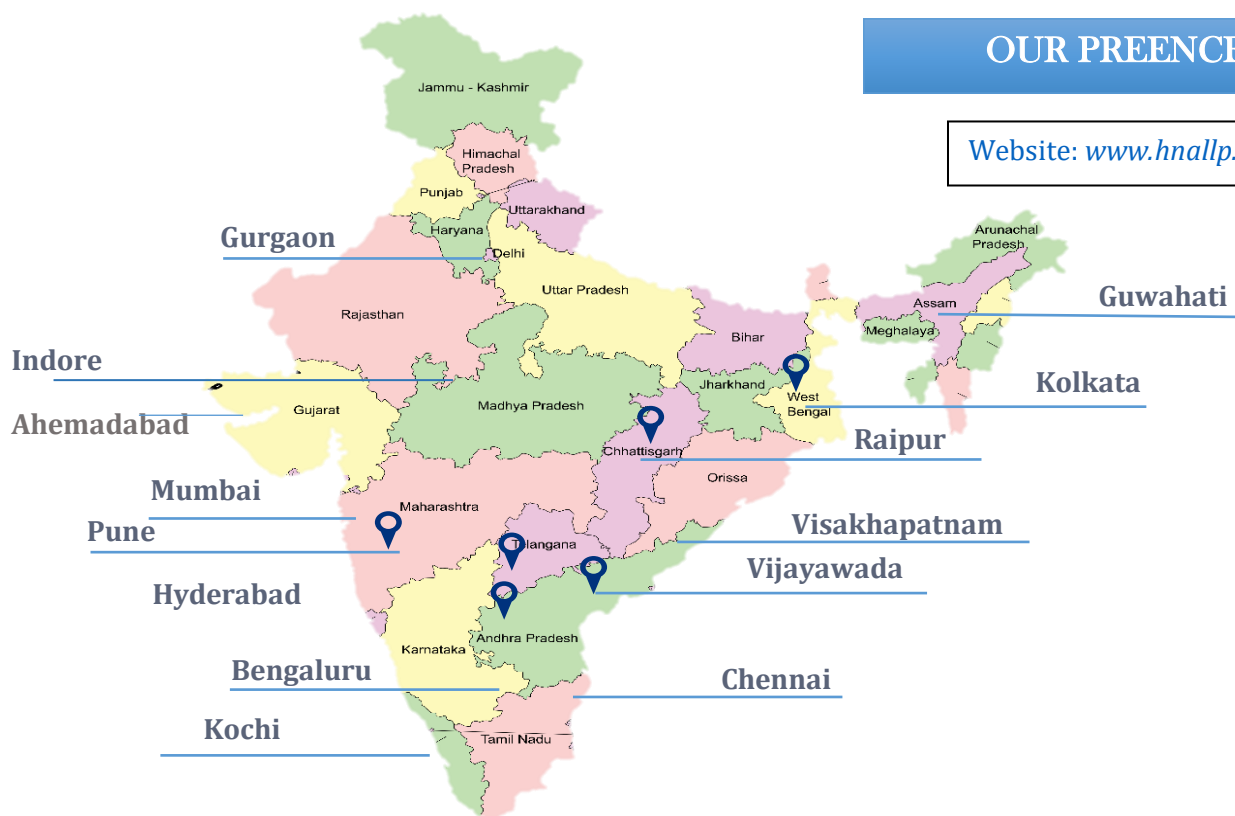 OUR PREENCE
Website: www.hnallp.
Jammu - Kashmir
Himachal
Pradesh
Punjab
Uttarakhand
Haryana
Gurgaon
Delhi
Arunachal
Pradesh
Uttar Pradesh
Rajasthan
Assam
Guwahati
Meghalaya
Bihar
Indore
Jharkhand
Kolkata
West
Bengal
Madhya Pradesh
Gujarat
Ahemadabad
Chhattisgarh
Raipur
Orissa
Mumbai
Maharashtra
Pune
Visakhapatnam
Telangana
Vijayawada
Hyderabad
Andhra Pradesh
Karnataka
Bengaluru
Chennai
Kochi
Tamil Nadu